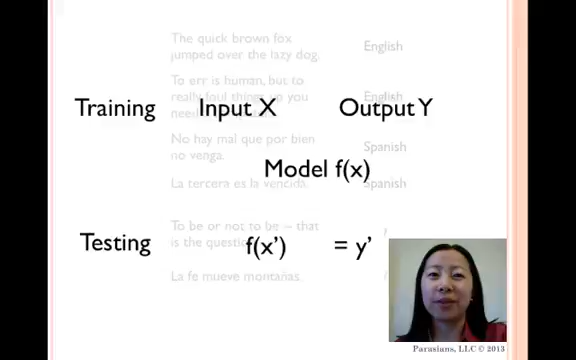 The quick brown fox
jumped over the lazy dog.
English
To err is human, but to
really foul things up you
need
English
Training
Input X
Output Y
No hay mal que por bien
no venga.
Spanish
Model f(x)
La tercera es la vencida.
Spanish
To be or not to be -- that
is the question
Testing
f(x’)
= y’
La fe mueve montañas.
Parasians, LLC © 2013